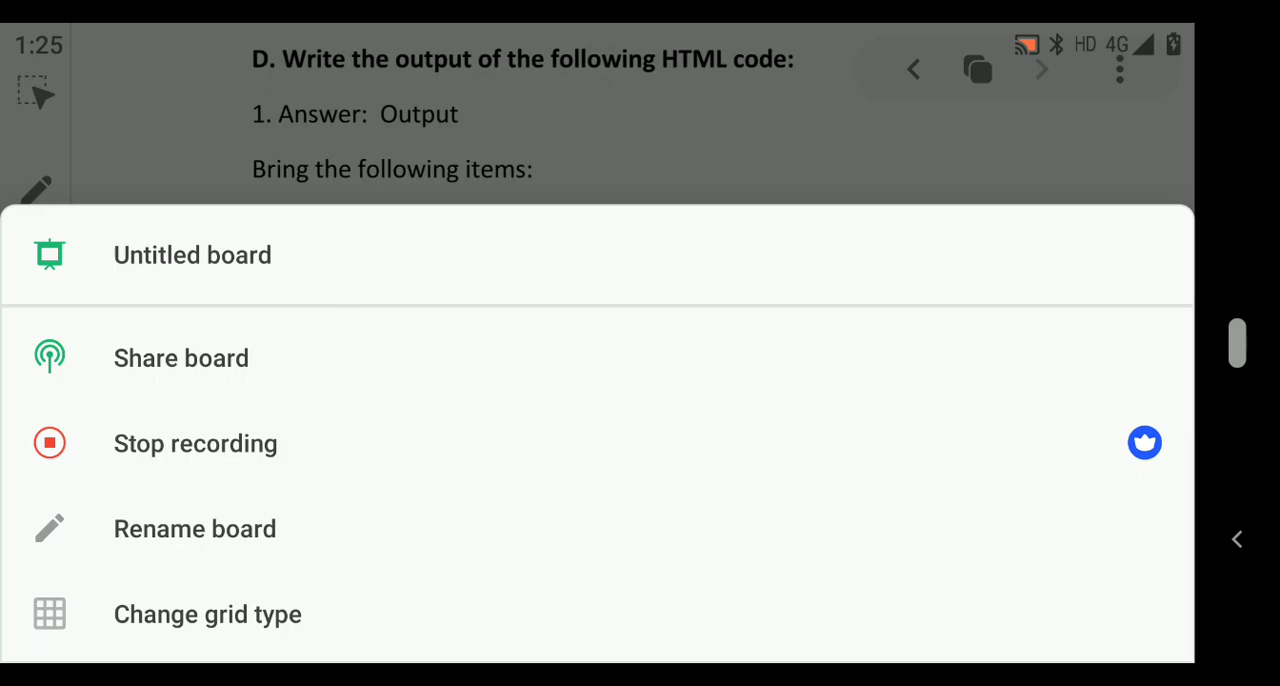 1:25
HD 4G
D. Write the output of the following HTML code:
1. Answer: Output
Bring the following items:
Untitled board
Share board
Stop recording
Rename board
Change grid type